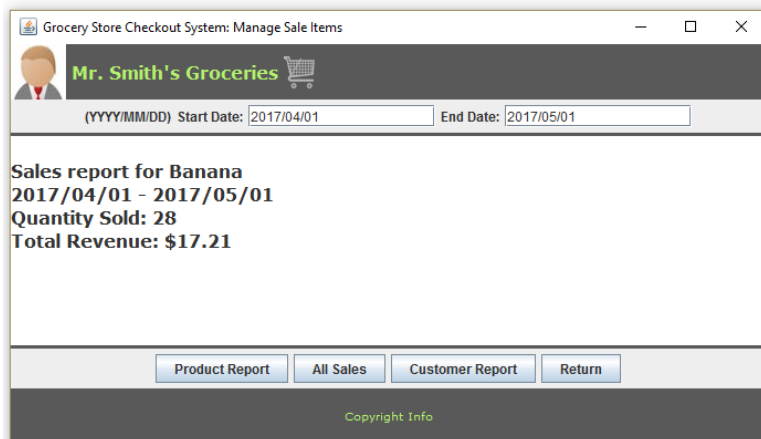 Grocery Store Checkout System: Manage Sale Items
Mr. Smith's Groceries
(YYYY/MM/DD) Start Date: 2017/04/01 End Date: 2017/05/01
Sales report for Banana
2017/04/01 - 2017/05/01
Quantity Sold: 28
Total Revenue: $17.21
Product Report All Sales Customer Report Return
Copyright Info